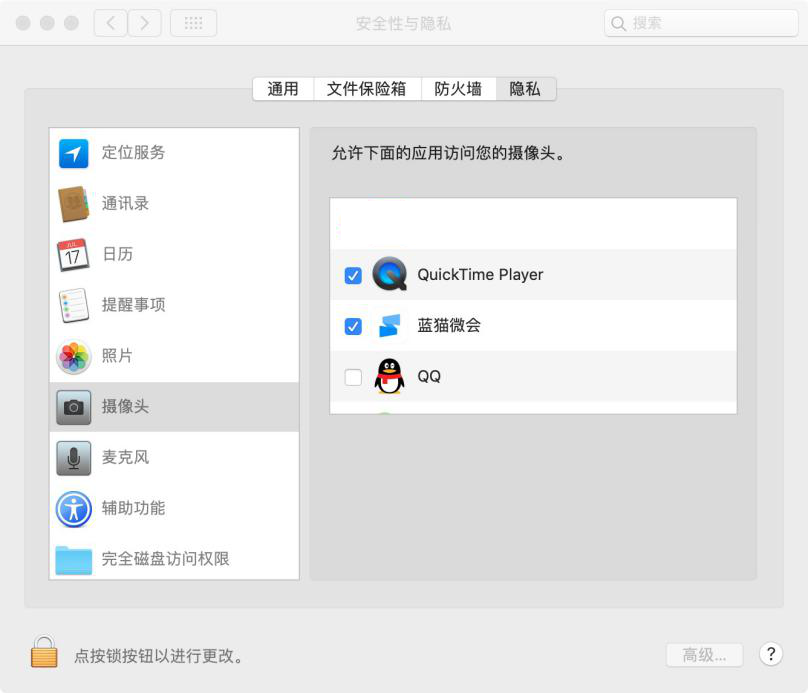 安全性与隐私
搜索
通用 文件保险箱 防火墙 隐私
定位服务
通讯录
JUL
17
日历
提醒事项
照片
摄像头
麦克风
辅助功能
完全磁盘访问权限
允许下面的应用访问您的摄像头。
QuickTime Player
蓝猫微会
QQ
点按锁按钮以进行更改。
高级...
?